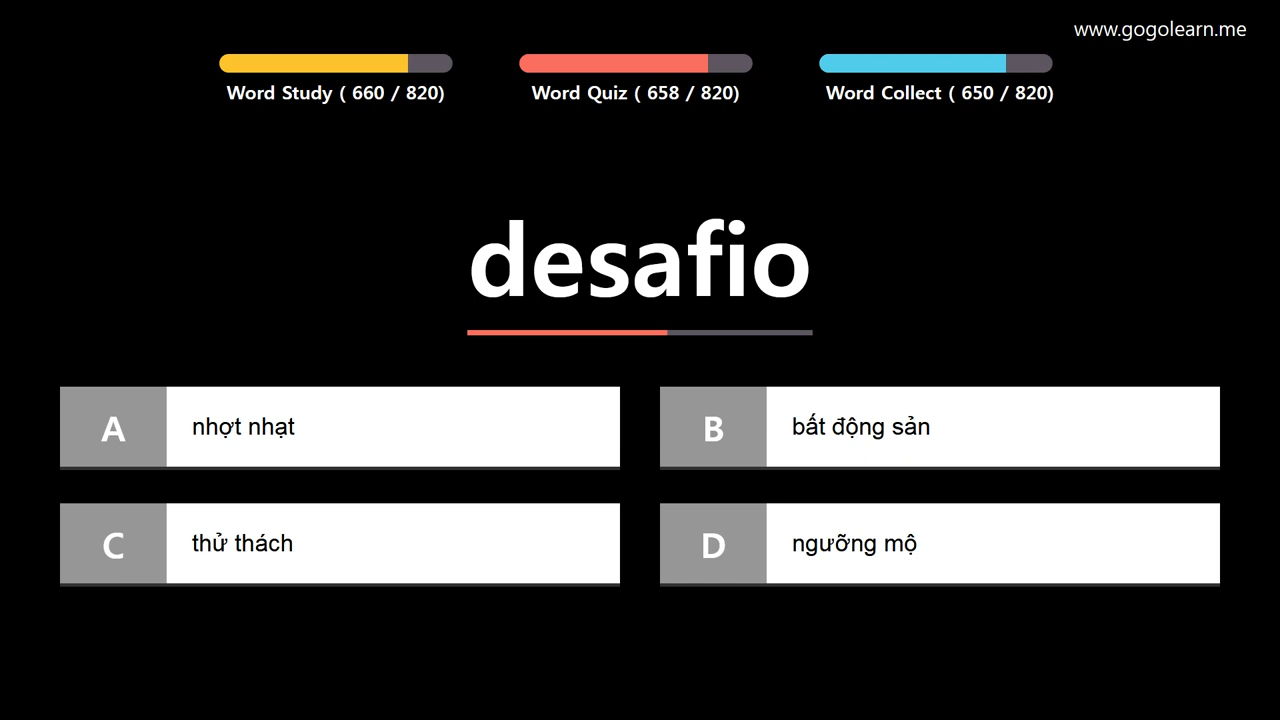 www.gogolearn.me
Word Study ( 660 / 820)
Word Quiz ( 658 / 820)
Word Collect ( 650 / 820)
desafio
A
nhợt nhạt
B
bất động sản
C
thử thách
D
ngưỡng mộ